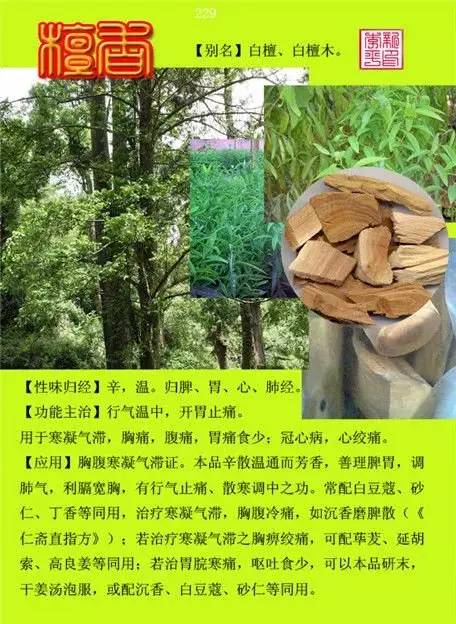 229
檀香
【别名】白檀、白檀木。
【性味归经】辛，温。归脾、胃、心、肺经。
【功能主治】行气温中，开胃止痛。
用于寒凝气滞，胸痛，腹痛，胃痛食少；冠心病，心绞痛。
【应用】胸腹寒凝气滞证。本品辛散温通而芳香，善理脾胃，调
肺气，利膈宽胸，有行气止痛、散寒调中之功。常配白豆蔻、砂
仁、丁香等同用，治疗寒凝气滞，胸腹冷痛，如沉香磨脾散（《
仁斋直指方》）；若治疗寒凝气滞之胸痹绞痛，可配荜茇、延胡
索、高良姜等同用；若治胃脘寒痛，呕吐食少，可以本品研末，
干姜汤泡服，或配沉香、白豆蔻、砂仁等同用。